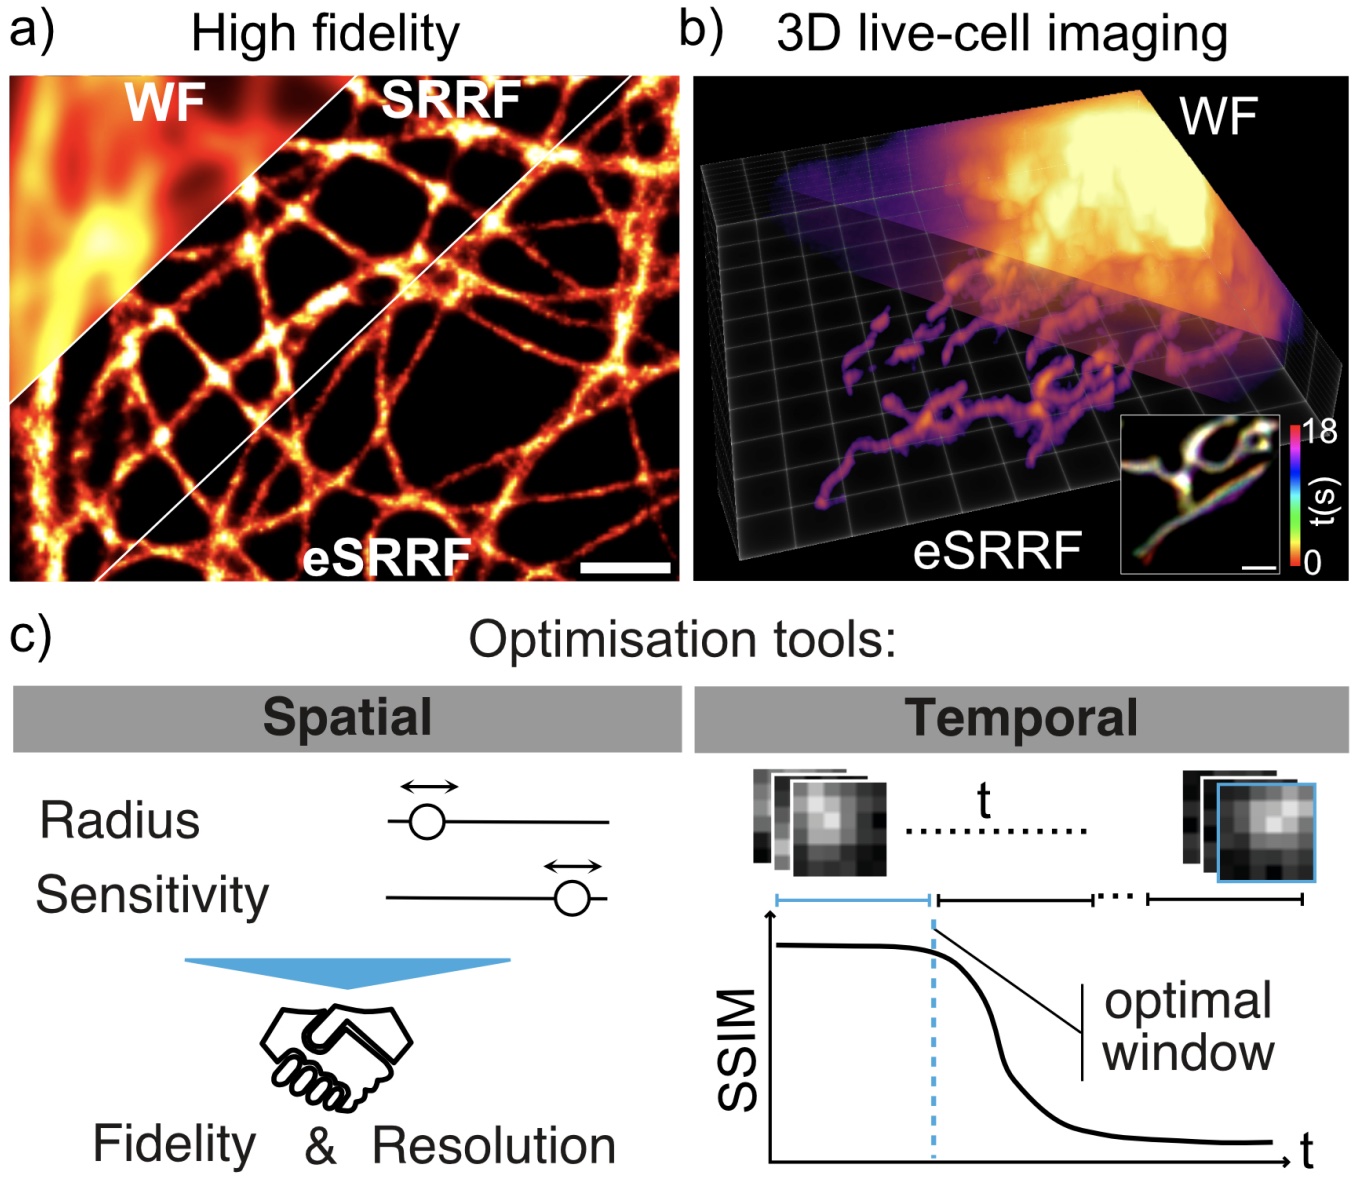 a) High fidelity
WF
SRRF
eSRRF
b) 3D live-cell imaging
WF
eSRRF
18
t(s)
0
c) Optimisation tools:
Spatial
Radius
Sensitivity
Fidelity & Resolution
Temporal
t
SSIM
optimal
window
t